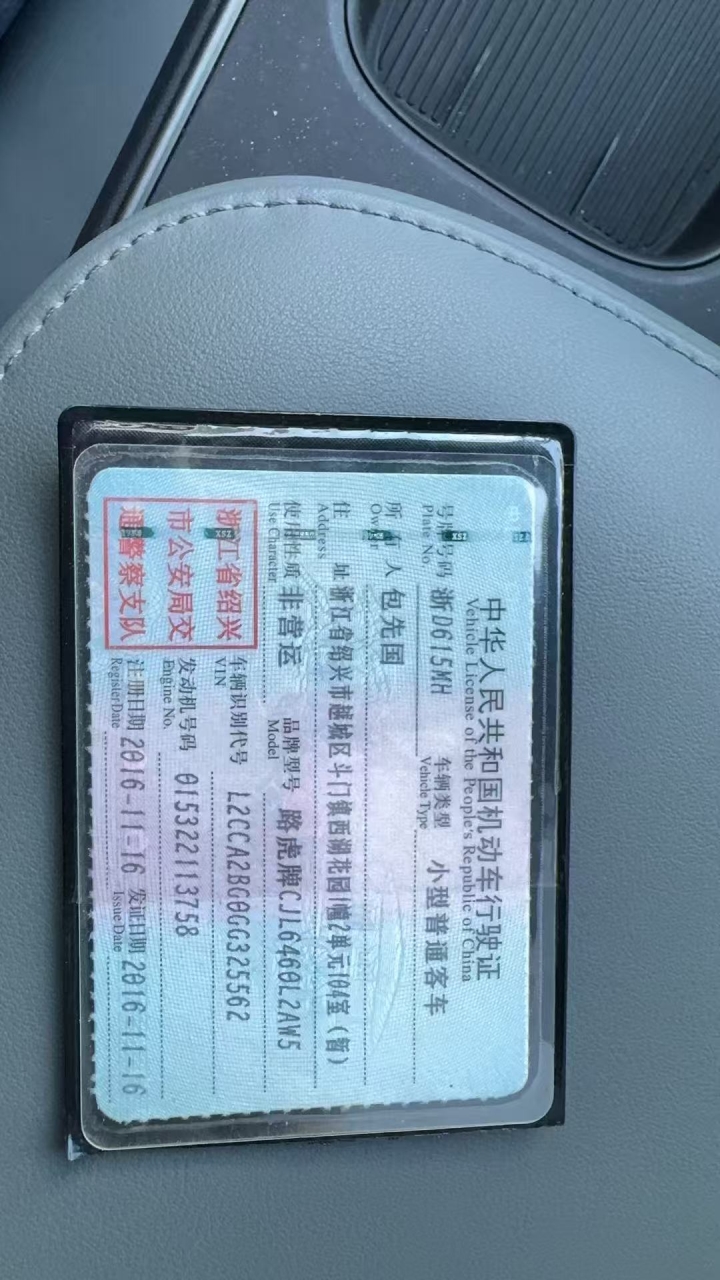 中华人民共和国机动车行驶证
Vehicle License of the People's Republic of China
号牌号码 浙D615MH 车辆类型 小型普通客车
Plate No. Vehicle Type
所有人 包先国
Owner
住址 浙江省绍兴市越城区斗门镇西湖花园1幢2单元104室（暂）
Address
使用性质 非营运 品牌型号 路虎牌CJL6460L2AW5
Use Character Model
浙江省绍兴
市公安局交
通警察支队
车辆识别代号 L2CCA2BG0GG325562
VIN
发动机号码 015322113758
Engine No.
注册日期 2016-11-16 发证日期 2016-11-16
Register Date Issue Date